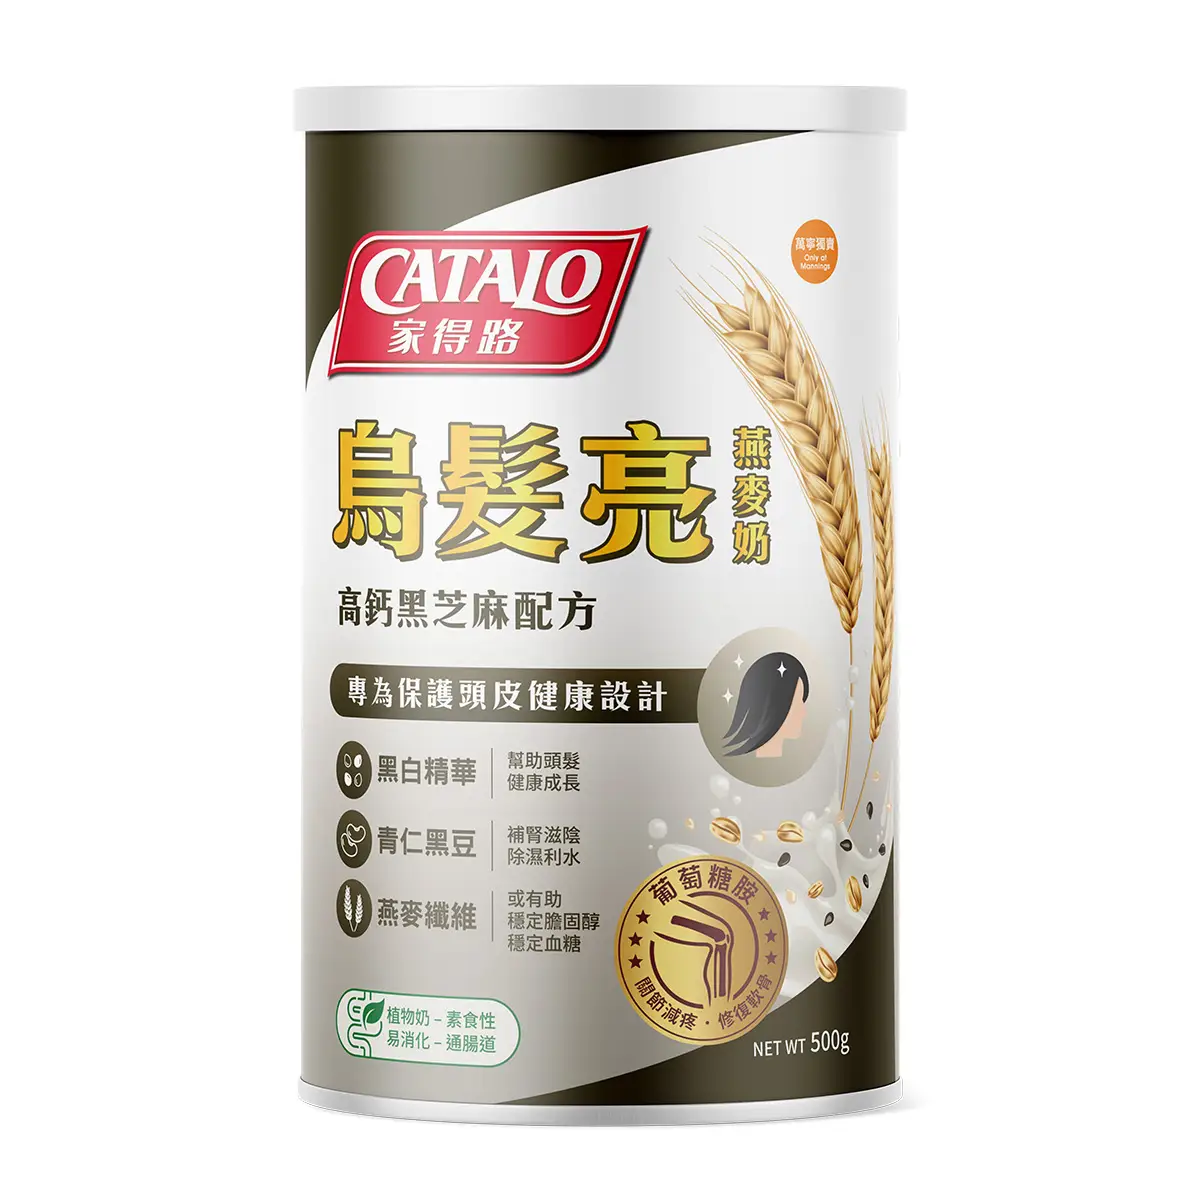 萬寧獨賣
Only at
Mannings
CATALO
家得路
烏髮亮
燕麥奶
高鈣黑芝麻配方
專為保護頭皮健康設計
黑白精華
幫助頭髮
健康成長
青仁黑豆
補腎滋陰
除濕利水
燕麥纖維
或有助
穩定膽固醇
穩定血糖
葡萄糖胺
關節減疼・修復軟骨
植物奶 – 素食性
易消化 – 通腸道
NET WT 500g